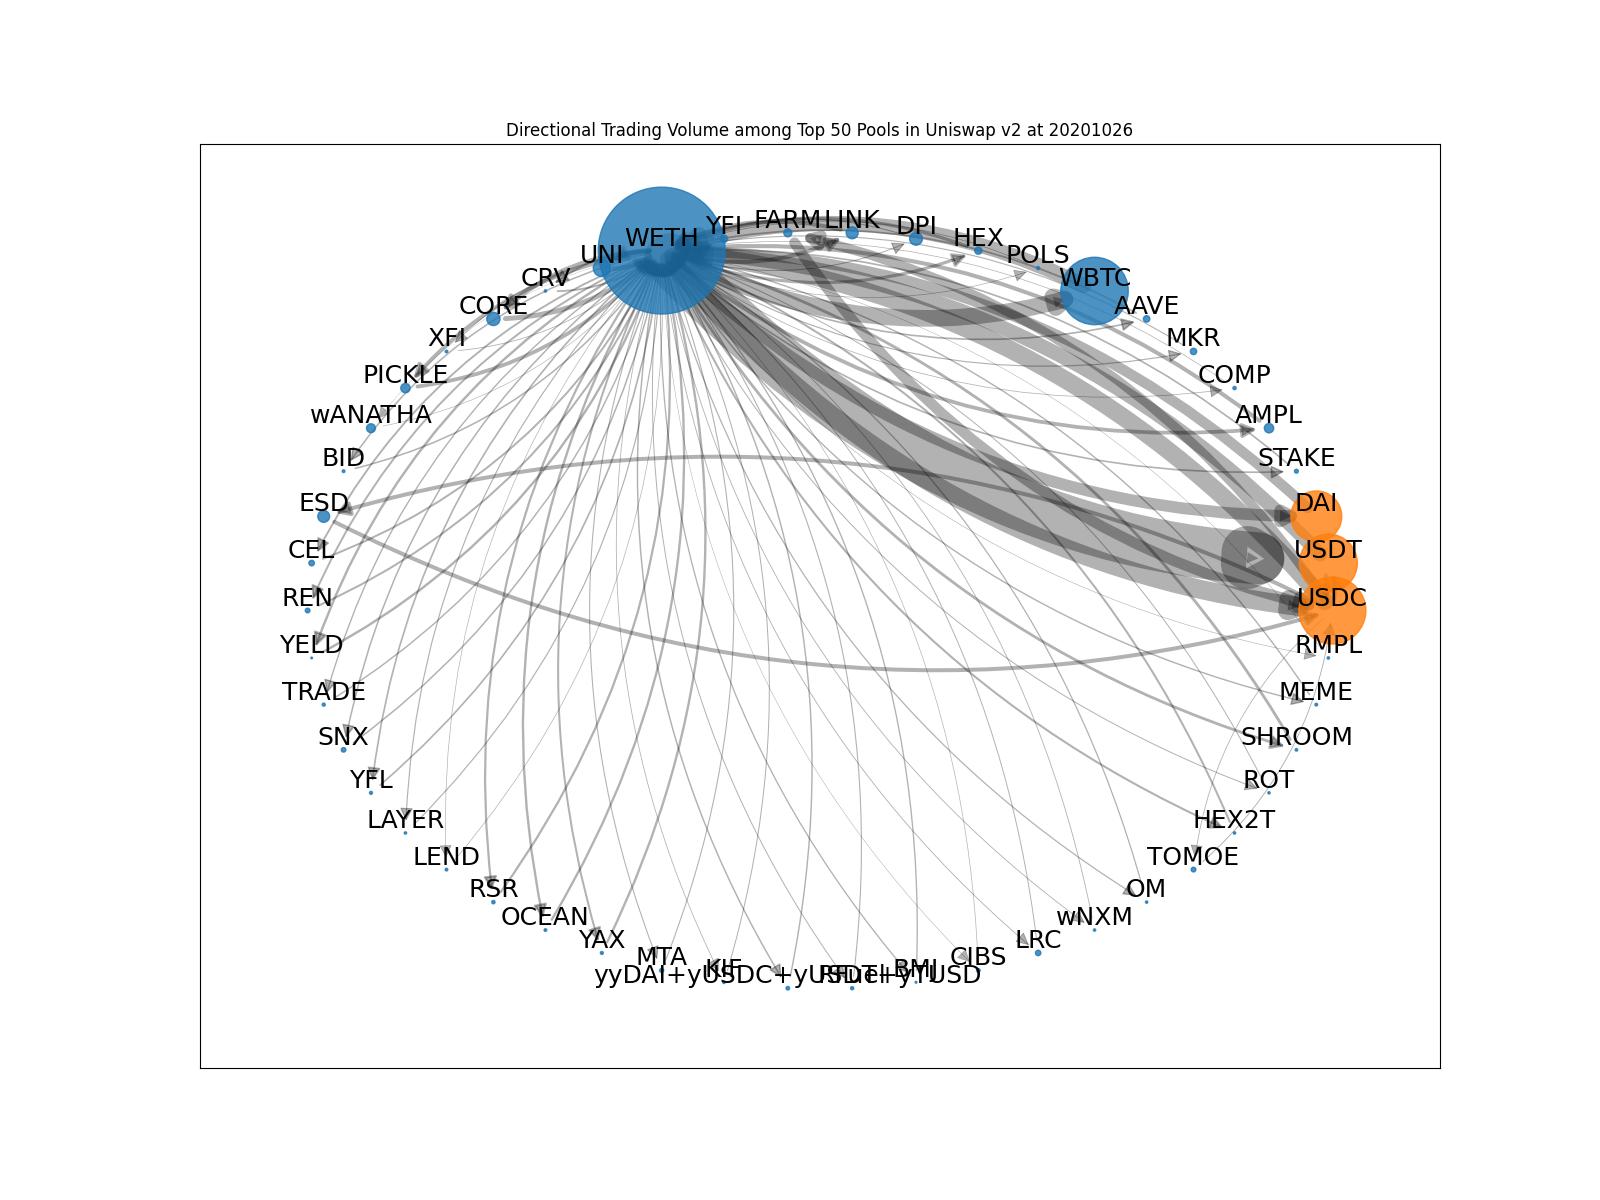 Directional Trading Volume among Top 50 Pools in Uniswap v2 at 20201026
WETH
YFI
FARM
LINK
DPI
HEX
POLS
WBTC
AAVE
MKR
COMP
AMPL
STAKE
DAI
USDT
USDC
RMPL
MEME
SHROOM
ROT
HEX2T
TOMOE
OM
wNXM
LRC
CIBS
BMI
yyDAI+yUSDC+yUSDT+yTUSD
MTA
YAX
OCEAN
RSR
LEND
LAYER
YFL
SNX
TRADE
YELD
REN
CEL
ESD
BID
wANATHA
PICKLE
XFI
CORE
CRV
UNI